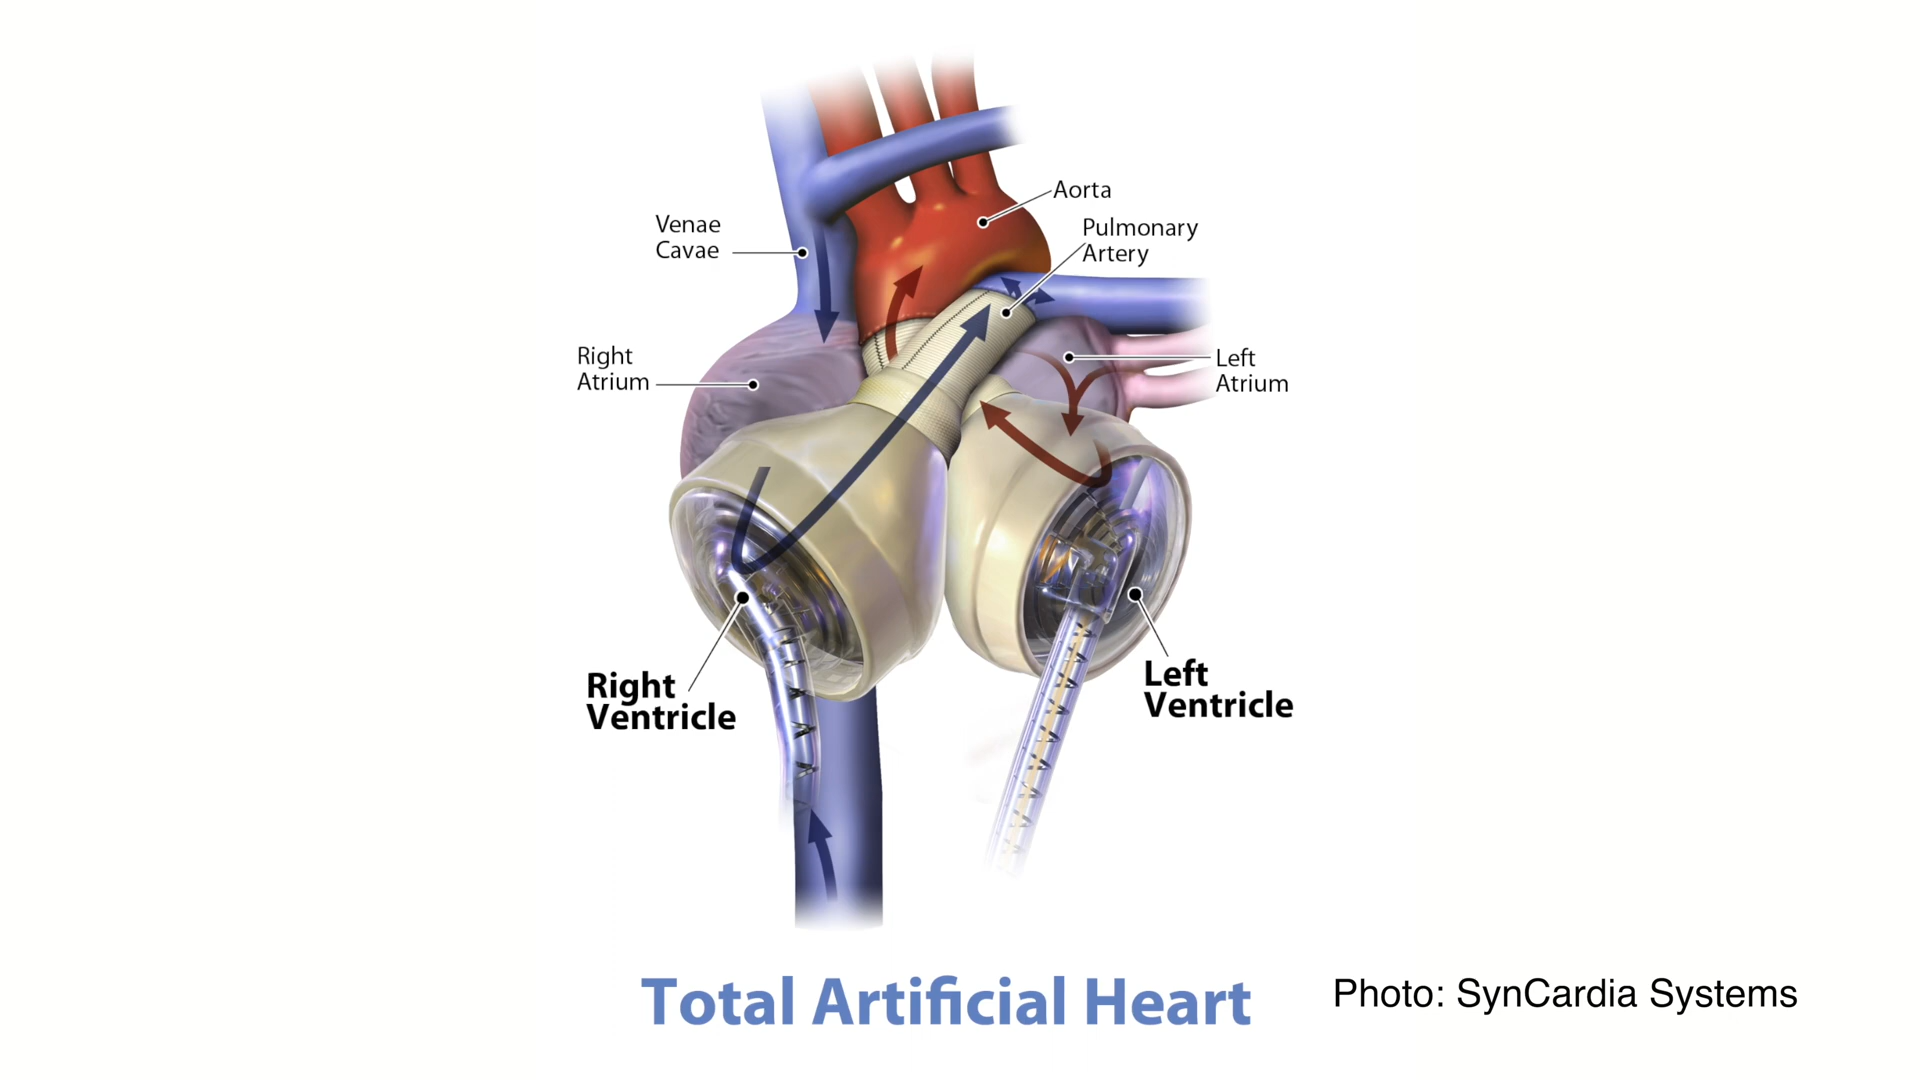 Aorta
Venae
Cavae
Pulmonary
Artery
Right
Atrium
Left
Atrium
Right
Ventricle
Left
Ventricle
Total Artificial Heart
Photo: SynCardia Systems